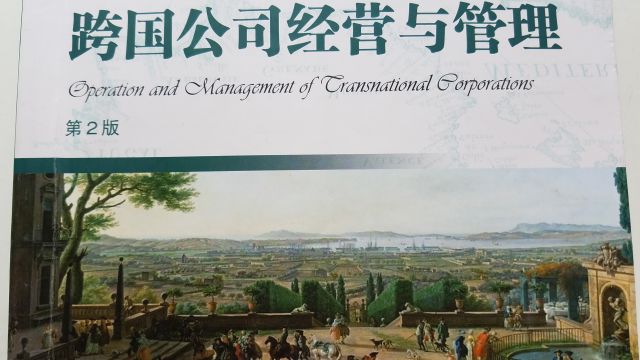 跨国公司经营与管理
Operation and Management of Transnational Corporations
第2版